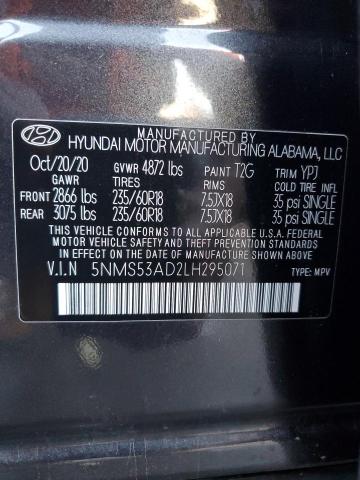 MANUFACTURED BY
HYUNDAI MOTOR MANUFACTURING ALABAMA, LLC
Oct/20/20 GVWR 4872 lbs PAINT T2G TRIM YPJ
GAWR TIRES RIMS COLD TIRE INFL
FRONT 2866 lbs 235/60R18 7.5JX18 35 psi SINGLE
REAR 3075 lbs 235/60R18 7.5JX18 35 psi SINGLE
THIS VEHICLE CONFORMS TO ALL APPLICABLE U.S. FEDERAL
MOTOR VEHICLE SAFETY, BUMPER, AND THEFT PREVENTION
STANDARDS IN EFFECT ON THE DATE OF MANUFACTURE SHOWN ABOVE.
V.I.N 5NMS53AD2LH295071 TYPE: MPV